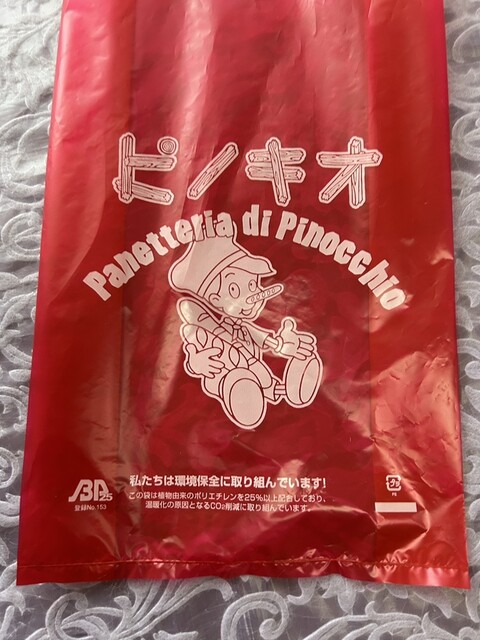 ピノキオ
Panetteria di Pinocchio
私たちは環境保全に取り組んでいます!
この袋は植物由来のポリエチレンを25%以上配合しており、
温暖化の原因となるCO₂削減に取り組んでいます。
BP25
登録No.153
プラ
PE